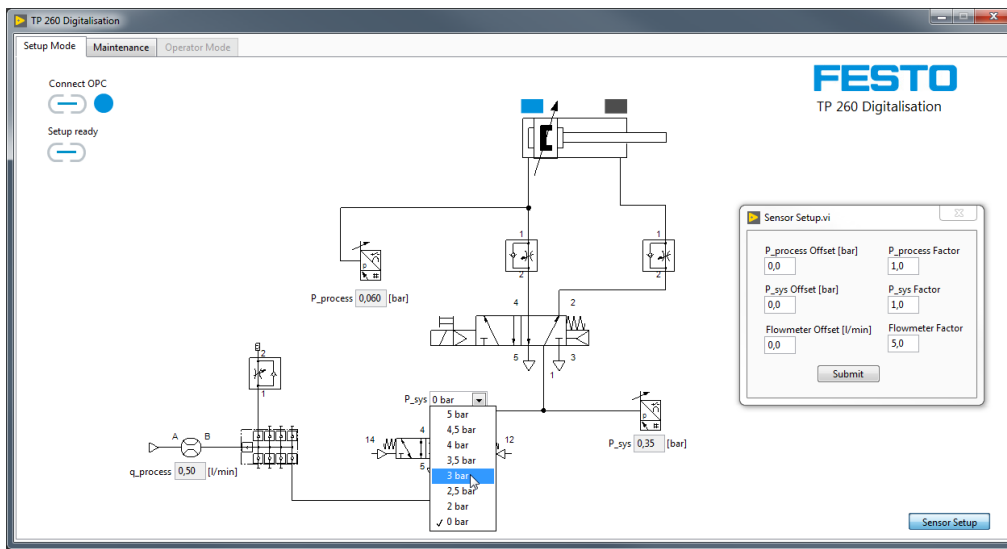 TP 260 Digitalisation
Setup Mode Maintenance Operator Mode
Connect OPC
Setup ready
FESTO
TP 260 Digitalisation
1
2
1
2
p
P_process 0,060 [bar]
4 2
5 3
1
2
1
A B
q_process 0,50 [l/min]
P_sys 0 bar
5 bar
4,5 bar
4 bar
3,5 bar
3 bar
2,5 bar
2 bar
✓ 0 bar
14 4 12
5
p
P_sys 0,35 [bar]
Sensor Setup.vi
P_process Offset [bar] P_process Factor
0,0 1,0
P_sys Offset [bar] P_sys Factor
0,0 1,0
Flowmeter Offset [l/min] Flowmeter Factor
0,0 5,0
Submit
Sensor Setup